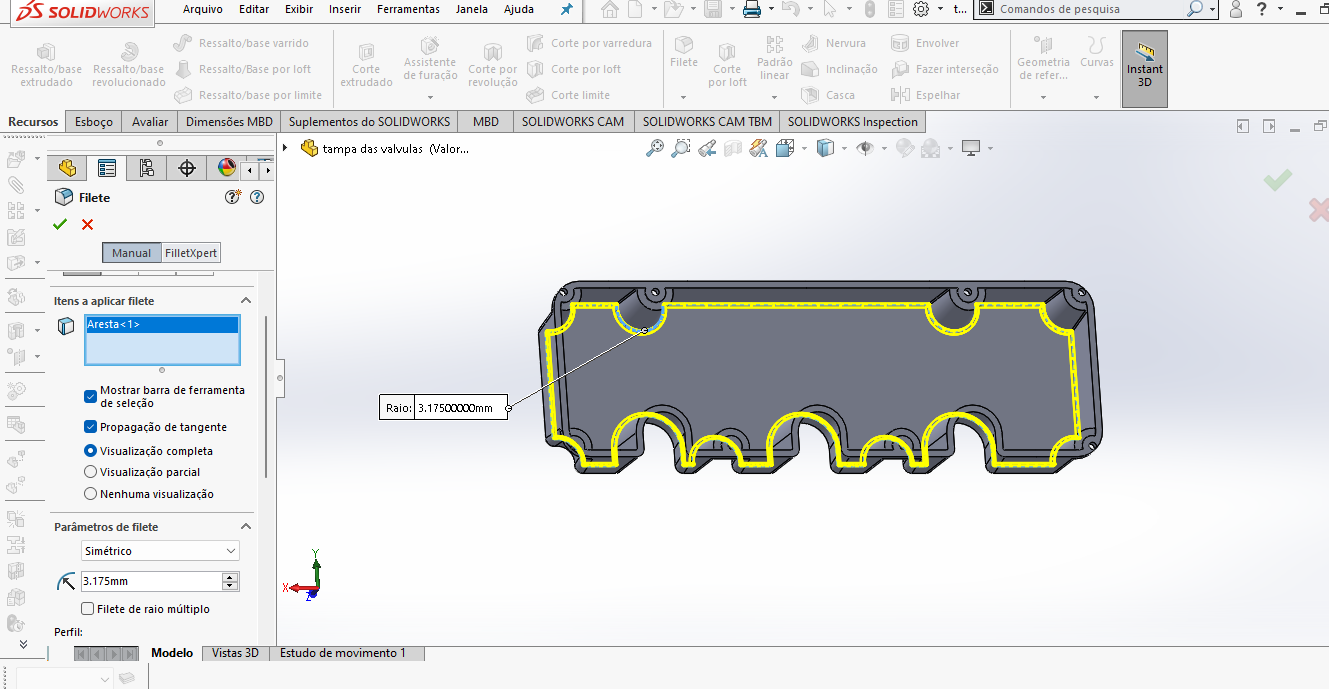 SOLIDWORKS
Arquivo Editar Exibir Inserir Ferramentas Janela Ajuda
t...
Comandos de pesquisa
?
Ressalto/base
extrudado
Ressalto/base
revolucionado
Ressalto/base varrido
Ressalto/Base por loft
Ressalto/base por limite
Corte
extrudado
Assistente
de furação
Corte por
revolução
Corte por varredura
Corte por loft
Corte limite
Filete
Corte
por loft
Padrão
linear
Nervura
Inclinação
Casca
Envolver
Fazer interseção
Espelhar
Geometria
de refer...
Curvas
Instant
3D
Recursos Esboço Avaliar Dimensões MBD Suplementos do SOLIDWORKS MBD SOLIDWORKS CAM SOLIDWORKS CAM TBM SOLIDWORKS Inspection
tampa das valvulas (Valor...
Filete
Manual FilletXpert
Itens a aplicar filete
Aresta<1>
Mostrar barra de ferramenta
de seleção
Propagação de tangente
Visualização completa
Visualização parcial
Nenhuma visualização
Parâmetros de filete
Simétrico
3.175mm
Filete de raio múltiplo
Perfil:
Raio: 3.17500000mm
Y
X
Z
Modelo Vistas 3D Estudo de movimento 1